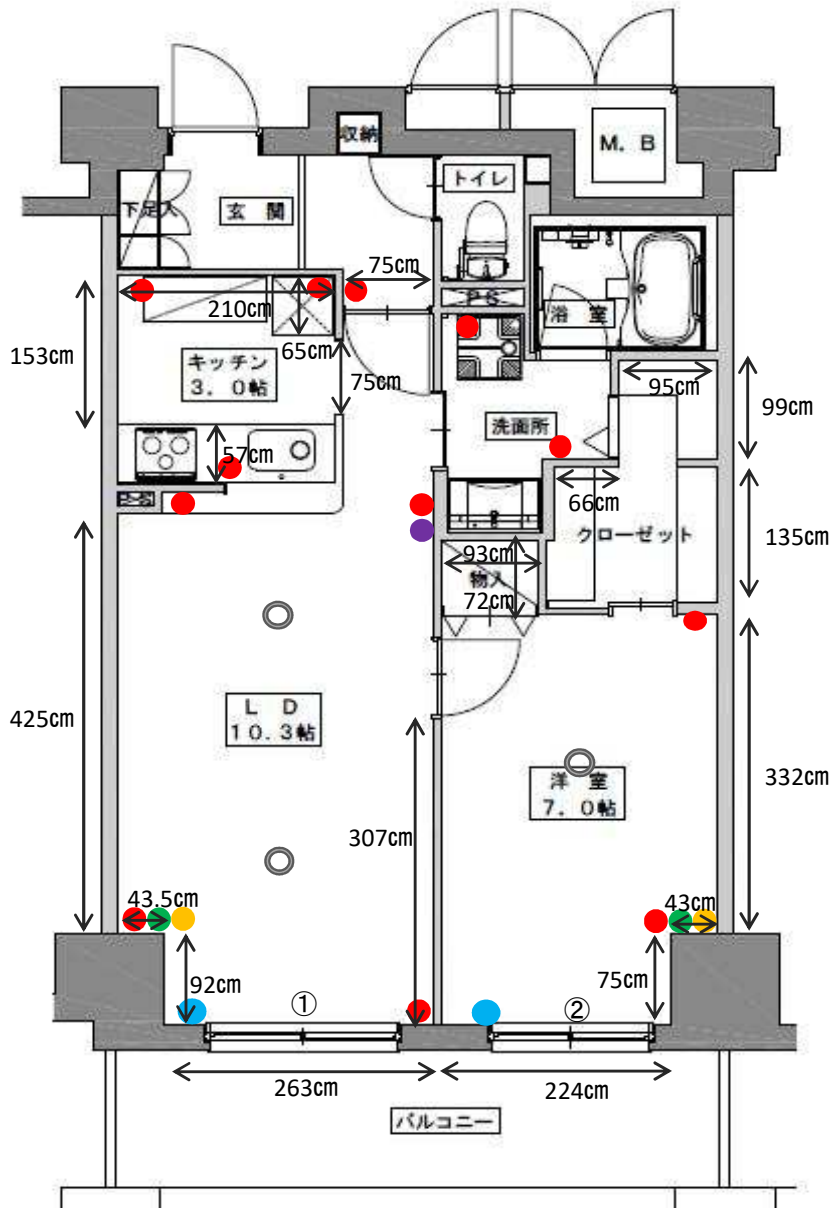 収納
M. B
トイレ
下足入
玄 関
75㎝
PS
浴 室
210㎝
153㎝
65㎝
キッチン
3. 0帖
75㎝
95㎝
99㎝
洗面所
57㎝
66㎝
クローゼット
135㎝
93㎝
物入
72㎝
L D
10. 3帖
425㎝
洋 室
7. 0帖
332㎝
307㎝
43.5㎝
43㎝
92㎝
75㎝
①
②
263㎝
224㎝
バルコニー